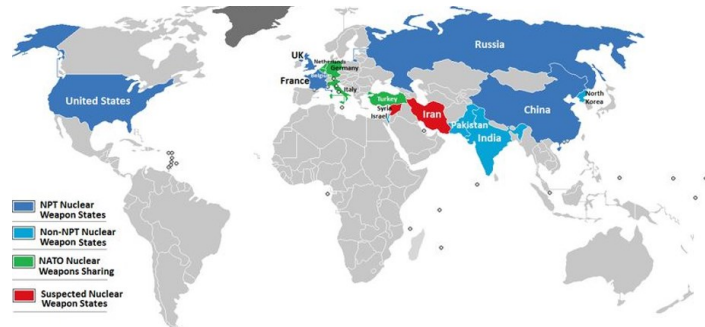 Russia
UK
Netherlands
Germany
Belgium
France
Italy
United States
Turkey
Syria
Israel
Iran
Pakistan
India
China
North
Korea
NPT Nuclear
Weapon States
Non-NPT Nuclear
Weapon States
NATO Nuclear
Weapons Sharing
Suspected Nuclear
Weapon States